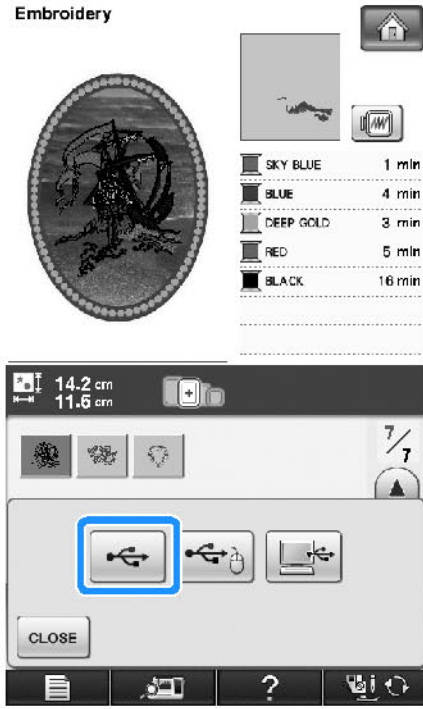 Embroidery
SKY BLUE 1 min
BLUE 4 min
DEEP GOLD 3 min
RED 5 min
BLACK 16 min
14.2 cm
11.6 cm
7/7
CLOSE
?